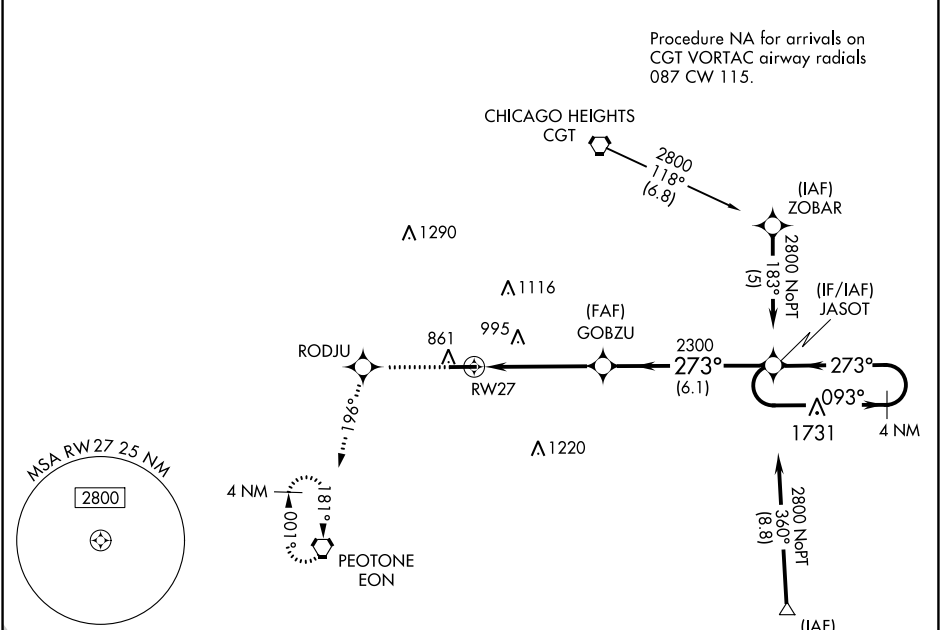 Procedure NA for arrivals on
CGT VORTAC airway radials
087 CW 115.
CHICAGO HEIGHTS
CGT
2800
118°
(6.8)
(IAF)
ZOBAR
2800 NoPT
183°
(5)
1290
1116
995
861
(FAF)
GOBZU
(IF/IAF)
JASOT
RODJU
RW27
2300
273°
(6.1)
273°
093°
1731
4 NM
196°
1220
MSA RW27 25 NM
2800
4 NM
181°
001°
PEOTONE
EON
2800 NoPT
360°
(8.8)
(IAF)